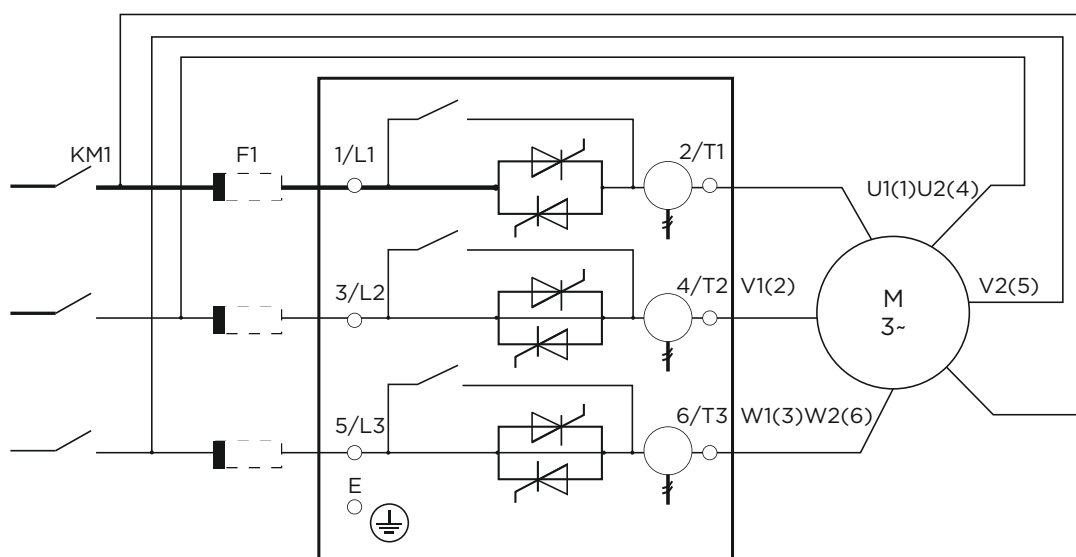 KM1
F1
1/L1
2/T1
U1(1)U2(4)
3/L2
4/T2
V1(2)
V2(5)
M
3~
5/L3
6/T3
W1(3)W2(6)
E